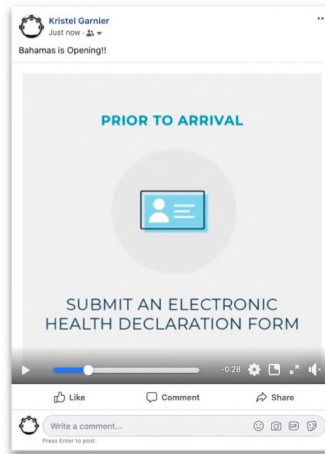 Kristel Garnier
Just now
Bahamas is Opening!!
PRIOR TO ARRIVAL
SUBMIT AN ELECTRONIC
HEALTH DECLARATION FORM
-0:28
Like Comment Share
Write a comment...
GIF
Press Enter to post.